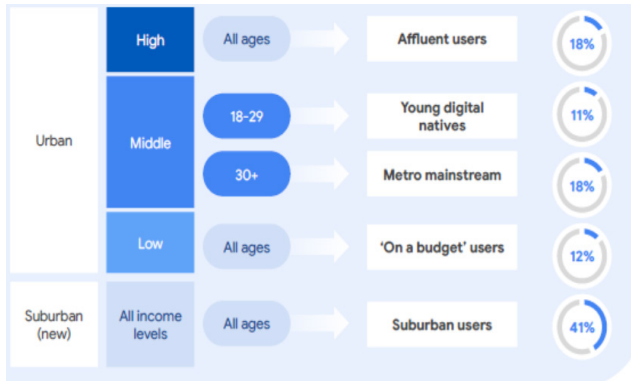 High
All ages
Affluent users
18%
Urban
Middle
18-29
Young digital
natives
11%
30+
Metro mainstream
18%
Low
All ages
‘On a budget’ users
12%
Suburban
(new)
All income
levels
All ages
Suburban users
41%